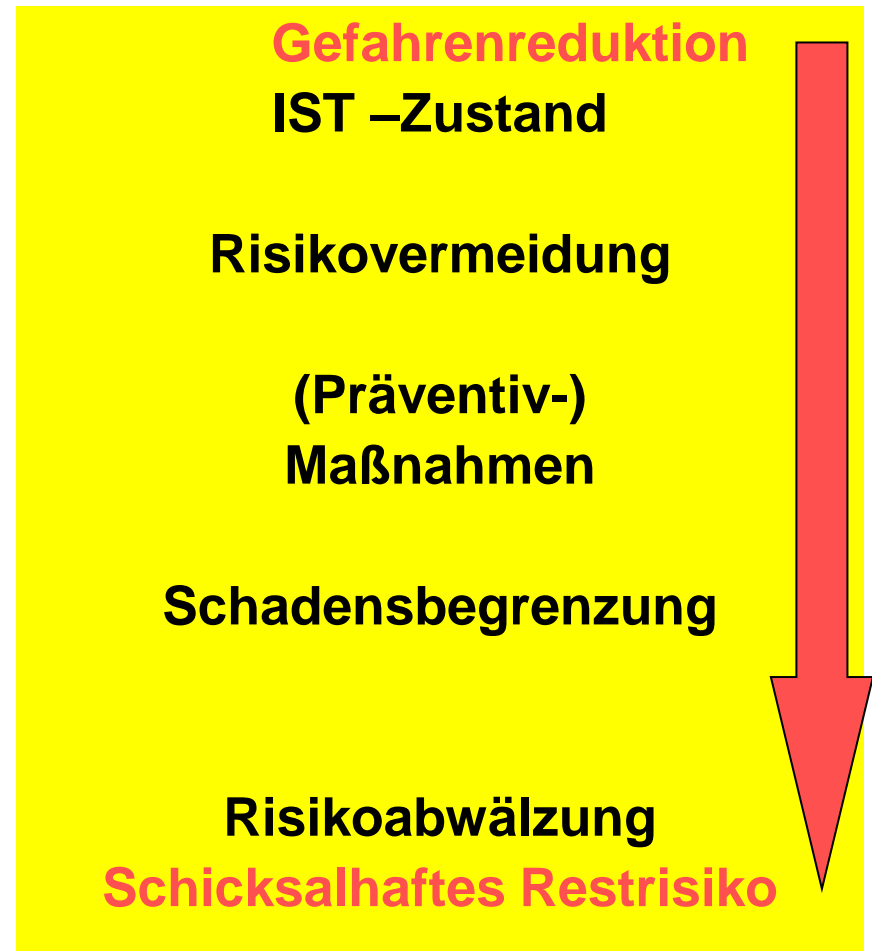 Gefahrenreduktion
IST –Zustand
Risikovermeidung
(Präventiv-)
Maßnahmen
Schadensbegrenzung
Risikoabwälzung
Schicksalhaftes Restrisiko